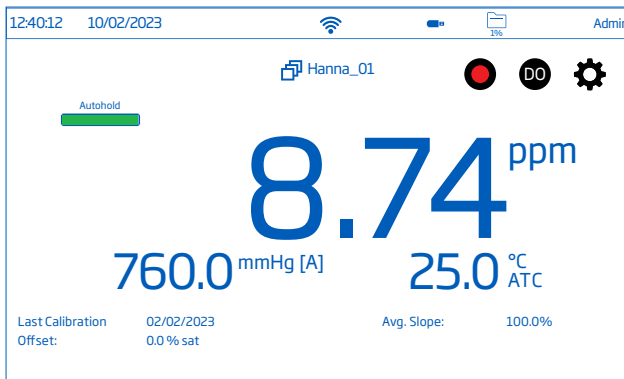 12:40:12 10/02/2023 Admin
1%
Hanna_01
DO
Autohold
8.74 ppm
760.0 mmHg [A] 25.0 °C ATC
Last Calibration 02/02/2023 Avg. Slope: 100.0%
Offset: 0.0 % sat